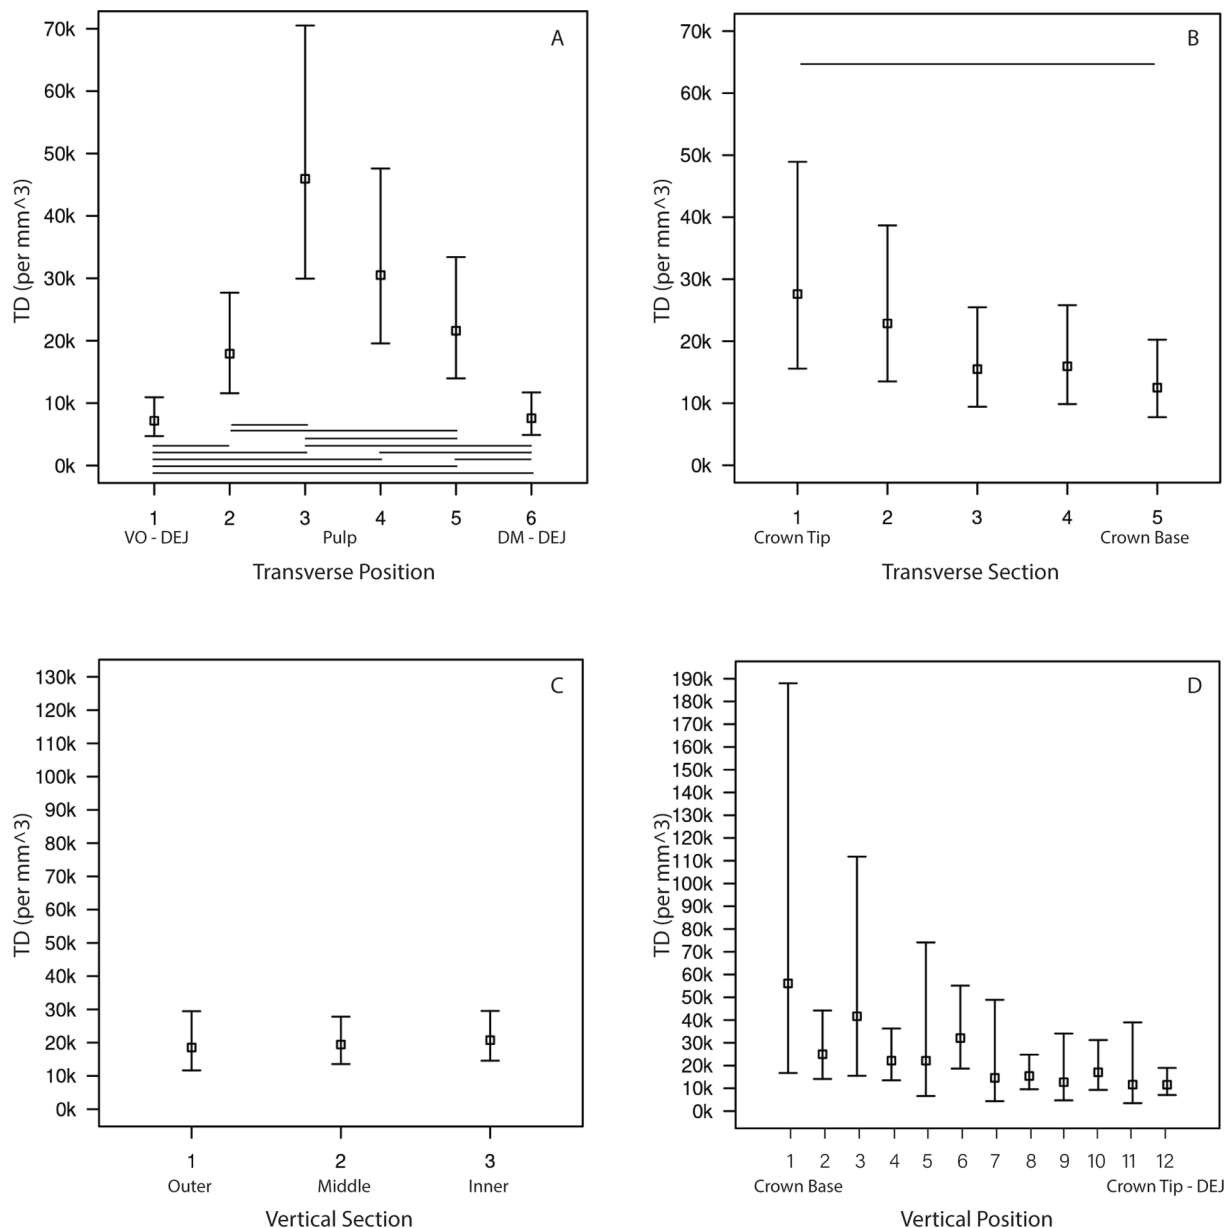 A
70k
60k
50k
40k
30k
20k
10k
0k
TD (per mm^3)
1 2 3 4 5 6
VO - DEJ Pulp DM - DEJ
Transverse Position
B
70k
60k
50k
40k
30k
20k
10k
0k
TD (per mm^3)
1 2 3 4 5
Crown Tip Crown Base
Transverse Section
C
130k
120k
110k
100k
90k
80k
70k
60k
50k
40k
30k
20k
10k
0k
TD (per mm^3)
1 2 3
Outer Middle Inner
Vertical Section
D
190k
180k
170k
160k
150k
140k
130k
120k
110k
100k
90k
80k
70k
60k
50k
40k
30k
20k
10k
0k
TD (per mm^3)
1 2 3 4 5 6 7 8 9 10 11 12
Crown Base Crown Tip - DEJ
Vertical Position